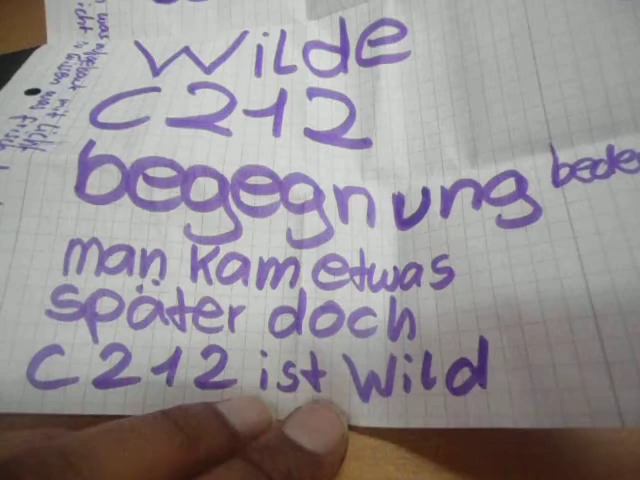 Wilde
C212
begegnung
man kam etwas
später doch
C212 ist Wild